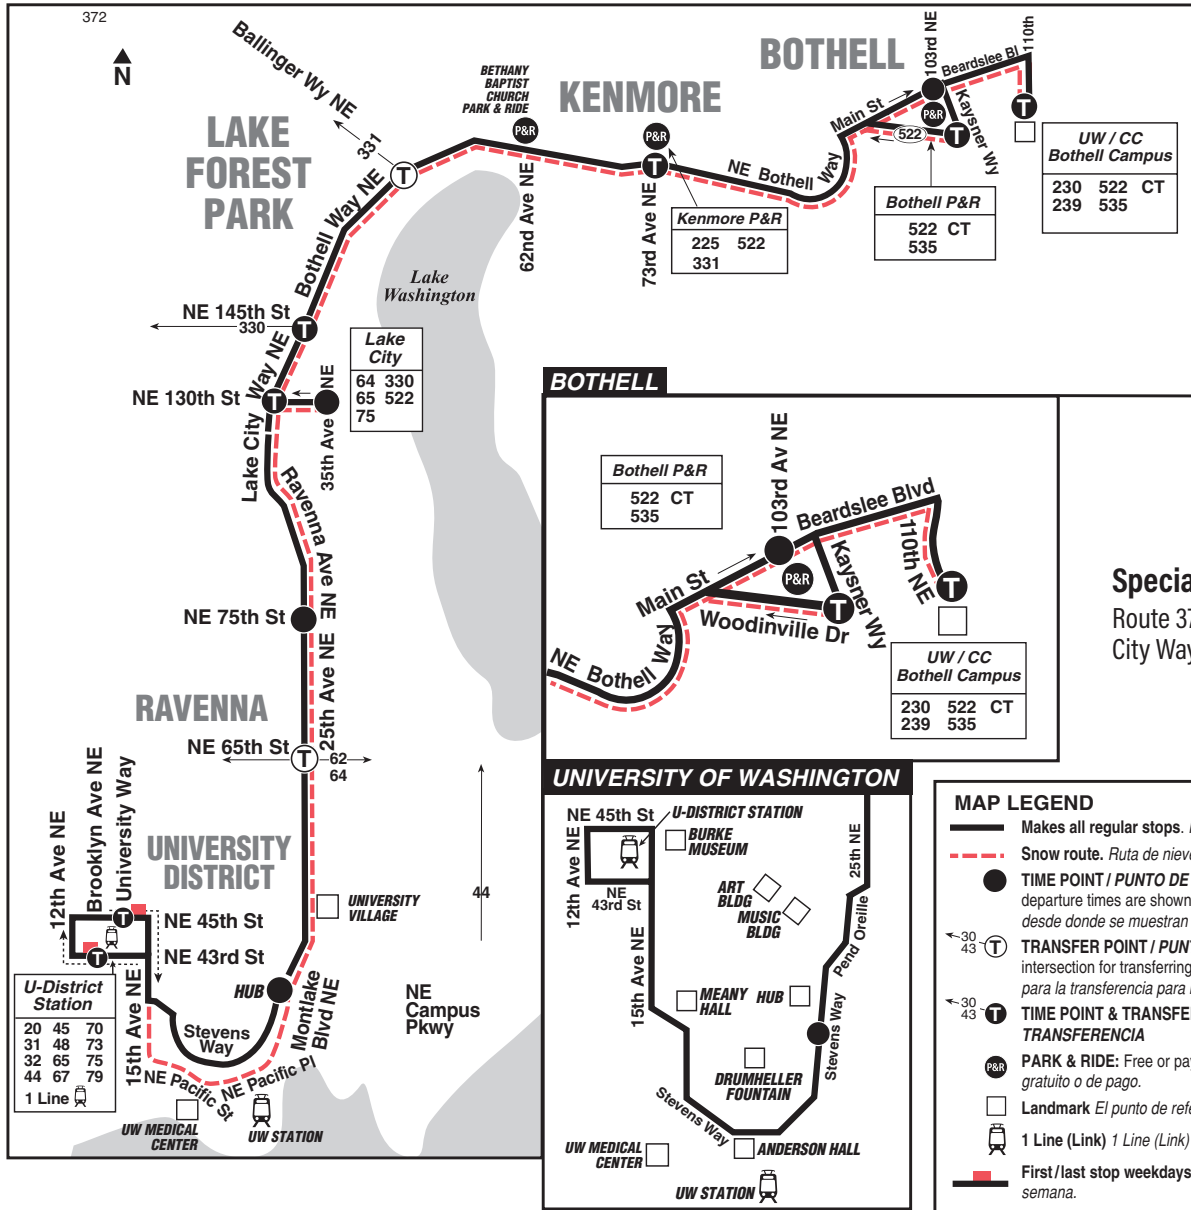 372
N
Ballinger Wy NE
331
LAKE
FOREST
PARK
BETHANY
BAPTIST
CHURCH
PARK & RIDE
P&R
KENMORE
P&R
BOTHELL
103rd NE
Beardslee Bl
110th
Main St
P&R
Kaysner Wy
522
T
T
UW / CC
Bothell Campus
230 522 CT
239 535
Bothell P&R
522 CT
535
NE Bothell Way
T
T
62nd Ave NE
73rd Ave NE
Kenmore P&R
225 522
331
Bothell Way NE
Lake
Washington
NE 145th St
330
T
Lake City Way NE
Lake
City
64 330
65 522
75
NE 130th St
T
35th Ave NE
Ravenna Ave NE
NE 75th St
25th Ave NE
RAVENNA
NE 65th St
T
62
64
44
UNIVERSITY
DISTRICT
UNIVERSITY
VILLAGE
12th Ave NE
Brooklyn Ave NE
University Way
T
NE 45th St
T
NE 43rd St
U-District
Station
20 45 70
31 48 73
32 65 75
44 67 79
1 Line
15th Ave NE
HUB
Stevens
Way
Montlake
Blvd NE
NE
Campus
Pkwy
NE Pacific St
NE Pacific Pl
UW MEDICAL
CENTER
UW STATION
BOTHELL
Bothell P&R
522 CT
535
103rd Av NE
Beardslee Blvd
110th NE
Main St
P&R
Kaysner Wy
T
T
Woodinville Dr
NE Bothell Way
UW / CC
Bothell Campus
230 522 CT
239 535
Specia
Route 37
City Way
UNIVERSITY OF WASHINGTON
NE 45th St
U-DISTRICT STATION
BURKE
MUSEUM
12th Ave NE
NE
43rd St
25th NE
ART
BLDG
MUSIC
BLDG
Pend Oreille
15th Ave NE
MEANY
HALL
HUB
Stevens Way
DRUMHELLER
FOUNTAIN
Stevens Way
UW MEDICAL
CENTER
ANDERSON HALL
UW STATION
MAP LEGEND
Makes all regular stops.
Snow route. Ruta de nieve
TIME POINT / PUNTO DE
departure times are shown
desde donde se muestran
30
43
T
TRANSFER POINT / PUN
intersection for transferring
para la transferencia para
30
43
T
TIME POINT & TRANSFE
TRANSFERENCIA
P&R
PARK & RIDE: Free or pay
gratuito o de pago.
Landmark El punto de refe
1 Line (Link) 1 Line (Link)
First / last stop weekdays
semana.